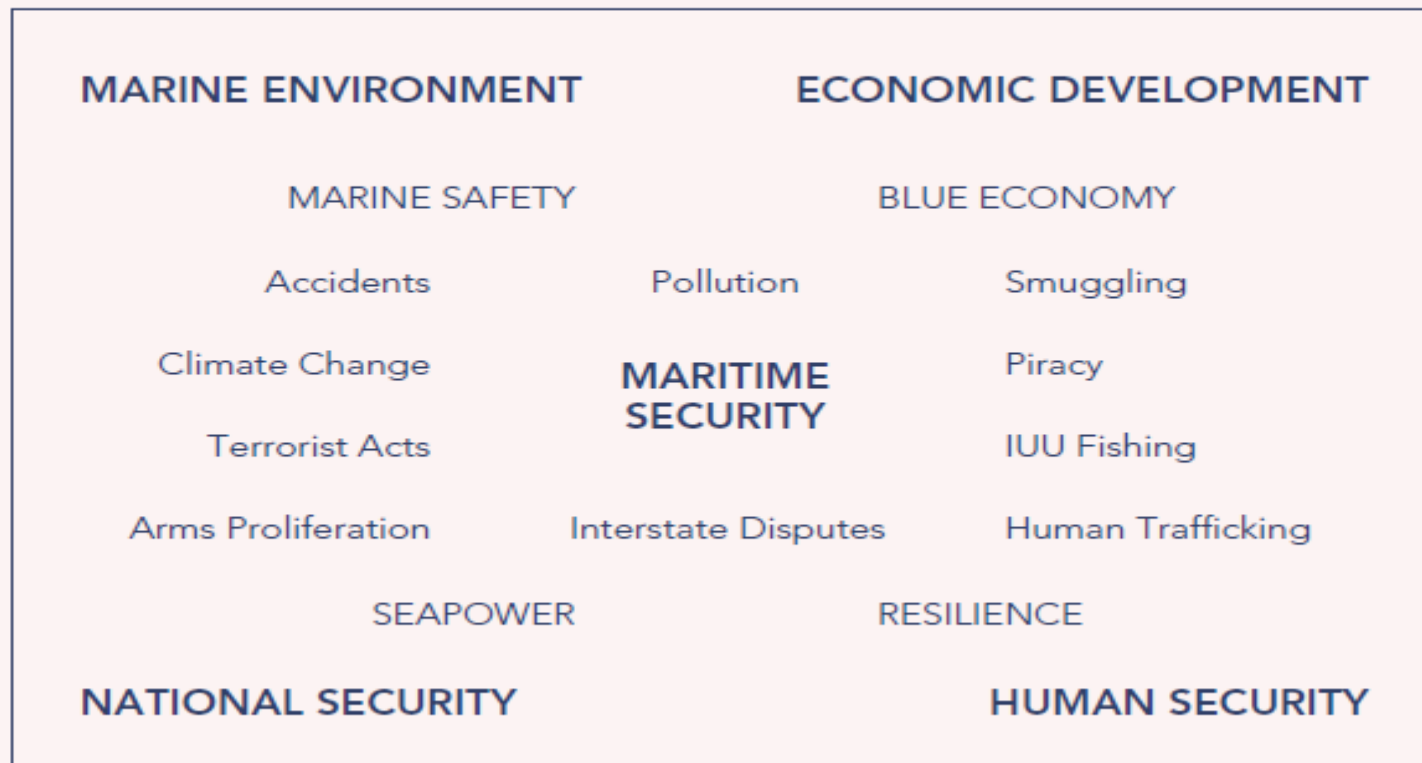 MARINE ENVIRONMENT ECONOMIC DEVELOPMENT
MARINE SAFETY BLUE ECONOMY
Accidents Pollution Smuggling
Climate Change Piracy
MARITIME
SECURITY
Terrorist Acts IUU Fishing
Arms Proliferation Interstate Disputes Human Trafficking
SEAPOWER RESILIENCE
NATIONAL SECURITY HUMAN SECURITY